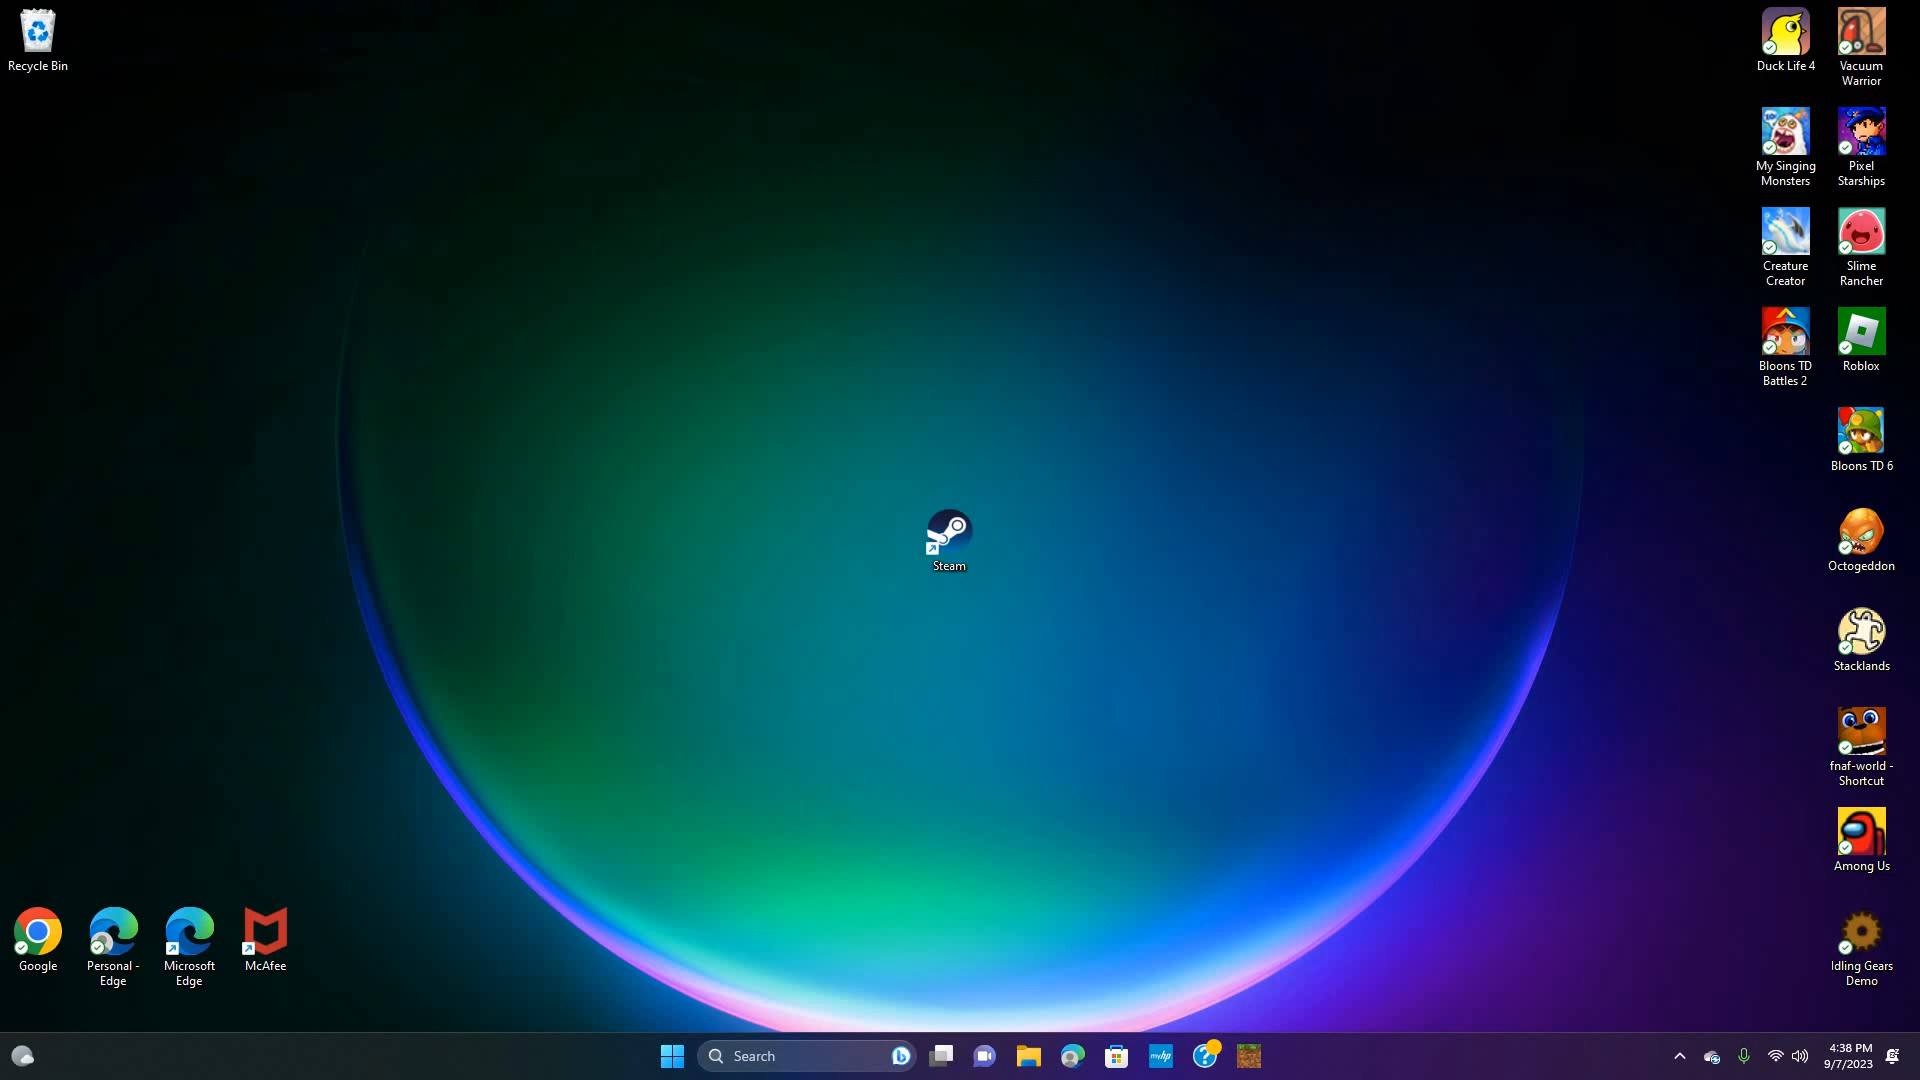 Recycle Bin
Duck Life 4
Vacuum
Warrior
My Singing
Monsters
Pixel
Starships
Creature
Creator
Slime
Rancher
Bloons TD
Battles 2
Roblox
Bloons TD 6
Octogeddon
Steam
Stacklands
fnaf-world -
Shortcut
Among Us
Google
Personal -
Edge
Microsoft
Edge
McAfee
Idling Gears
Demo
Search
myhp
4:38 PM
9/7/2023